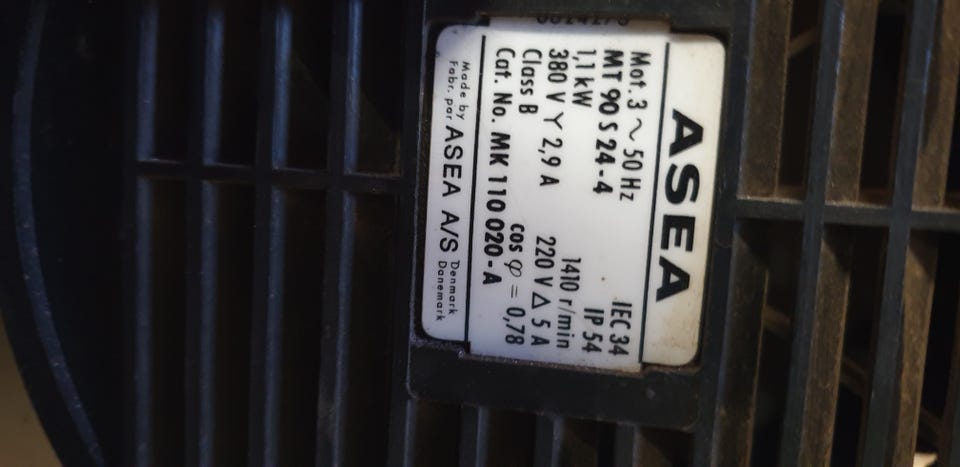 ASEA
Mot. 3 ~ 50 Hz IEC 34
MT 90 S 24-4 IP 54
1,1 kW 1410 r/min
380 V Y 2,9 A 220 V Δ 5 A
Class B cos φ = 0,78
Cat. No. MK 110 020-A
Made by ASEA A/S Denmark
Fabr. par Danemark